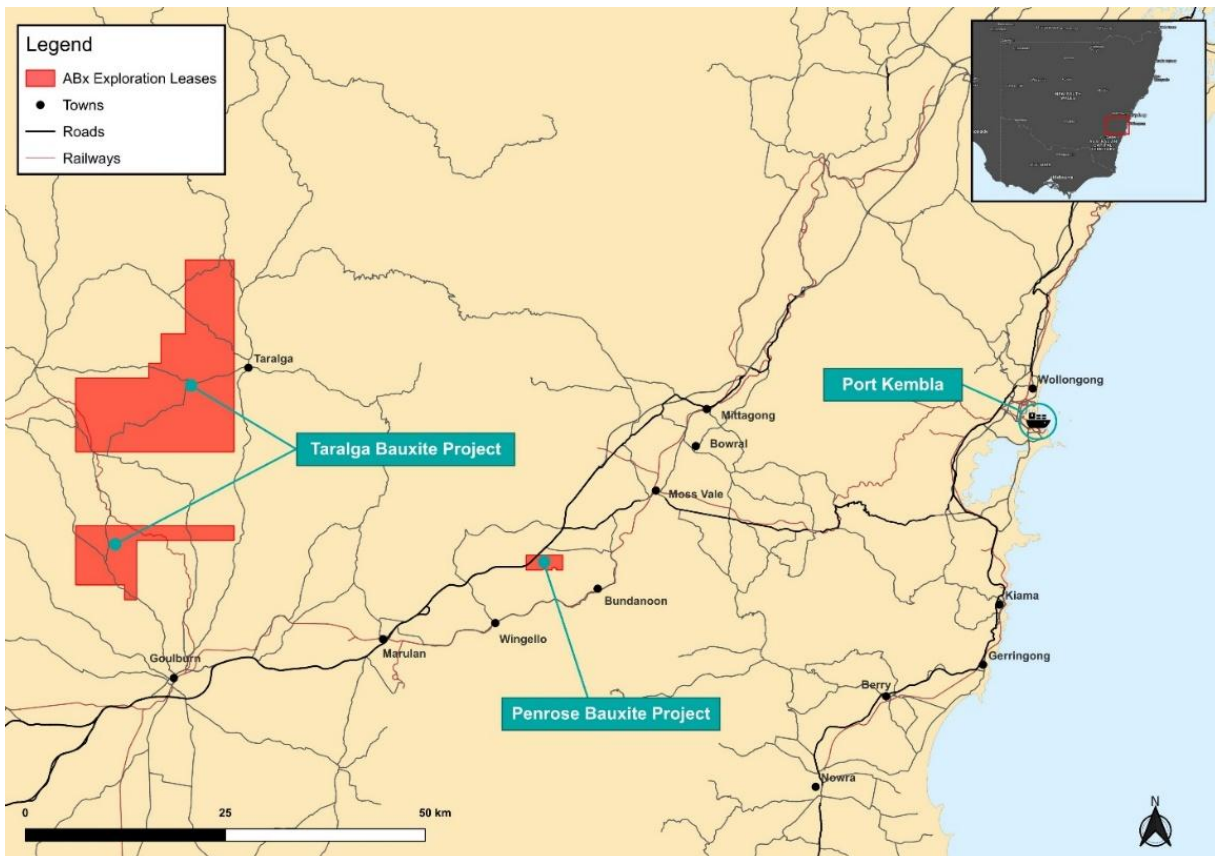 Legend
ABx Exploration Leases
Towns
Roads
Railways
Taralga
Port Kembla
Wollongong
Mittagong
Taralga Bauxite Project
Bowral
Moss Vale
Bundanoon
Kiama
Wingello
Marulan
Goulburn
Gerringong
Berry
Penrose Bauxite Project
Nowra
0 25 50 km
N